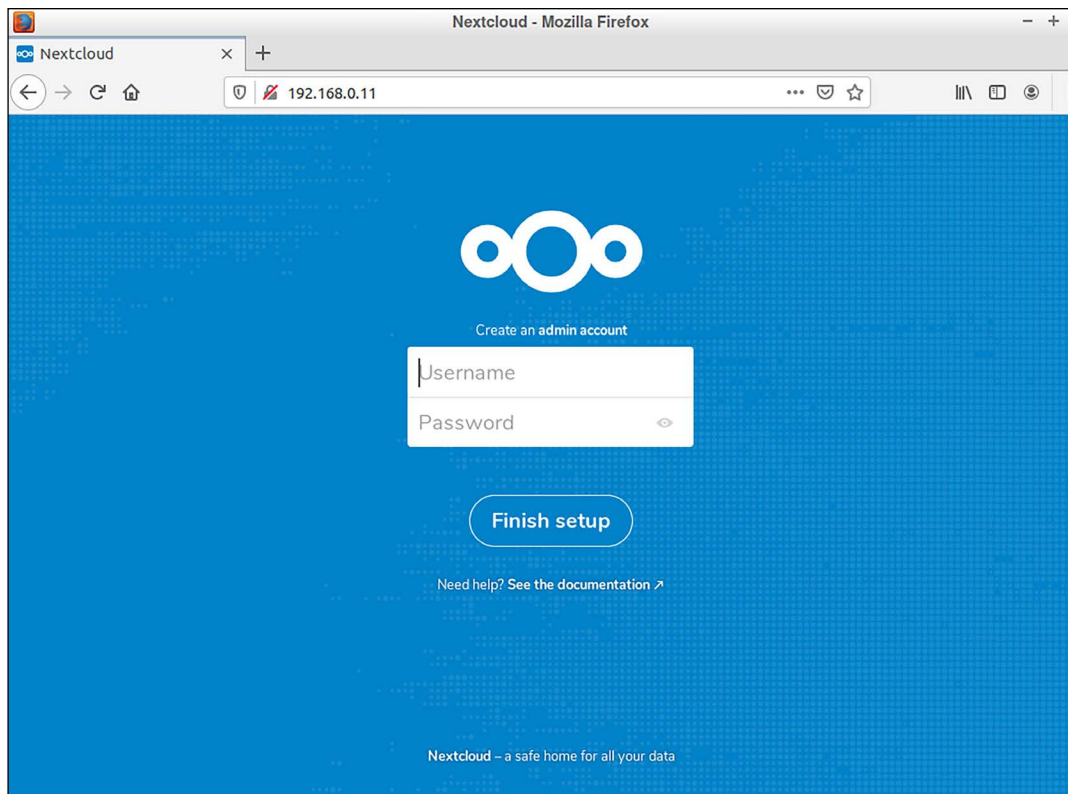 Nextcloud - Mozilla Firefox
Nextcloud
192.168.0.11
Create an admin account
Username
Password
Finish setup
Need help? See the documentation ↗
Nextcloud – a safe home for all your data